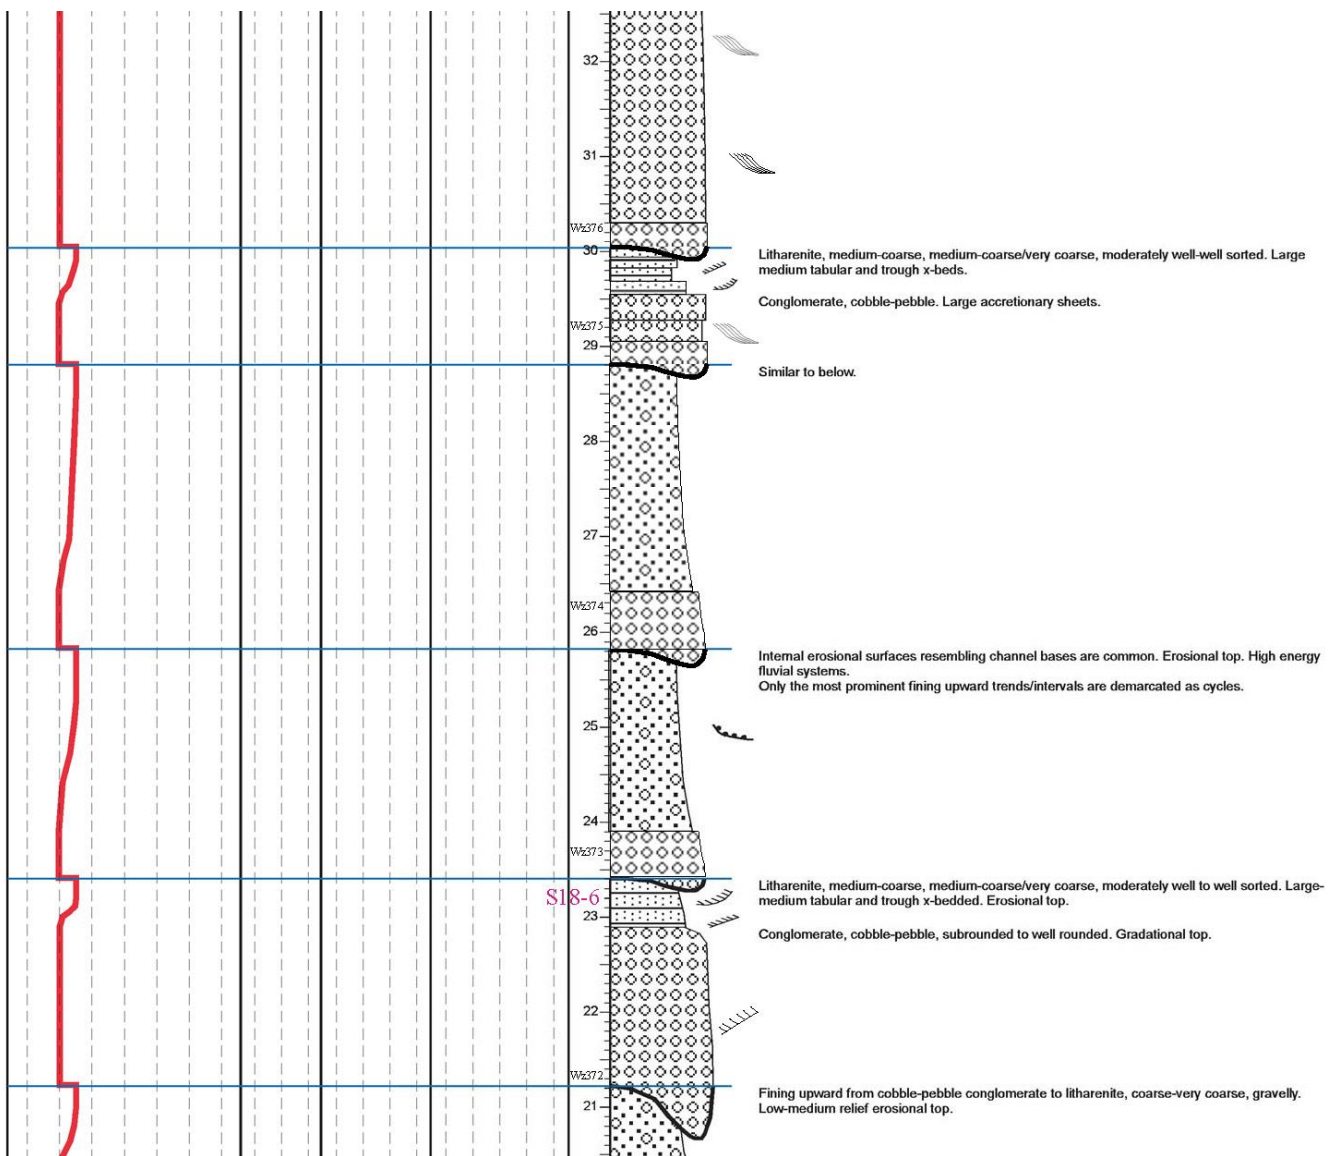 32
31
Wz376
30
Litharenite, medium-coarse, medium-coarse/very coarse, moderately well-well sorted. Large
medium tabular and trough x-beds.
Conglomerate, cobble-pebble. Large accretionary sheets.
Wz375
29
Similar to below.
28
27
Wz374
26
Internal erosional surfaces resembling channel bases are common. Erosional top. High energy
fluvial systems.
Only the most prominent fining upward trends/intervals are demarcated as cycles.
25
24
Wz373
Litharenite, medium-coarse, medium-coarse/very coarse, moderately well to well sorted. Large-
medium tabular and trough x-bedded. Erosional top.
S18-6
23
Conglomerate, cobble-pebble, subrounded to well rounded. Gradational top.
22
Wz372
Fining upward from cobble-pebble conglomerate to litharenite, coarse-very coarse, gravelly.
Low-medium relief erosional top.
21